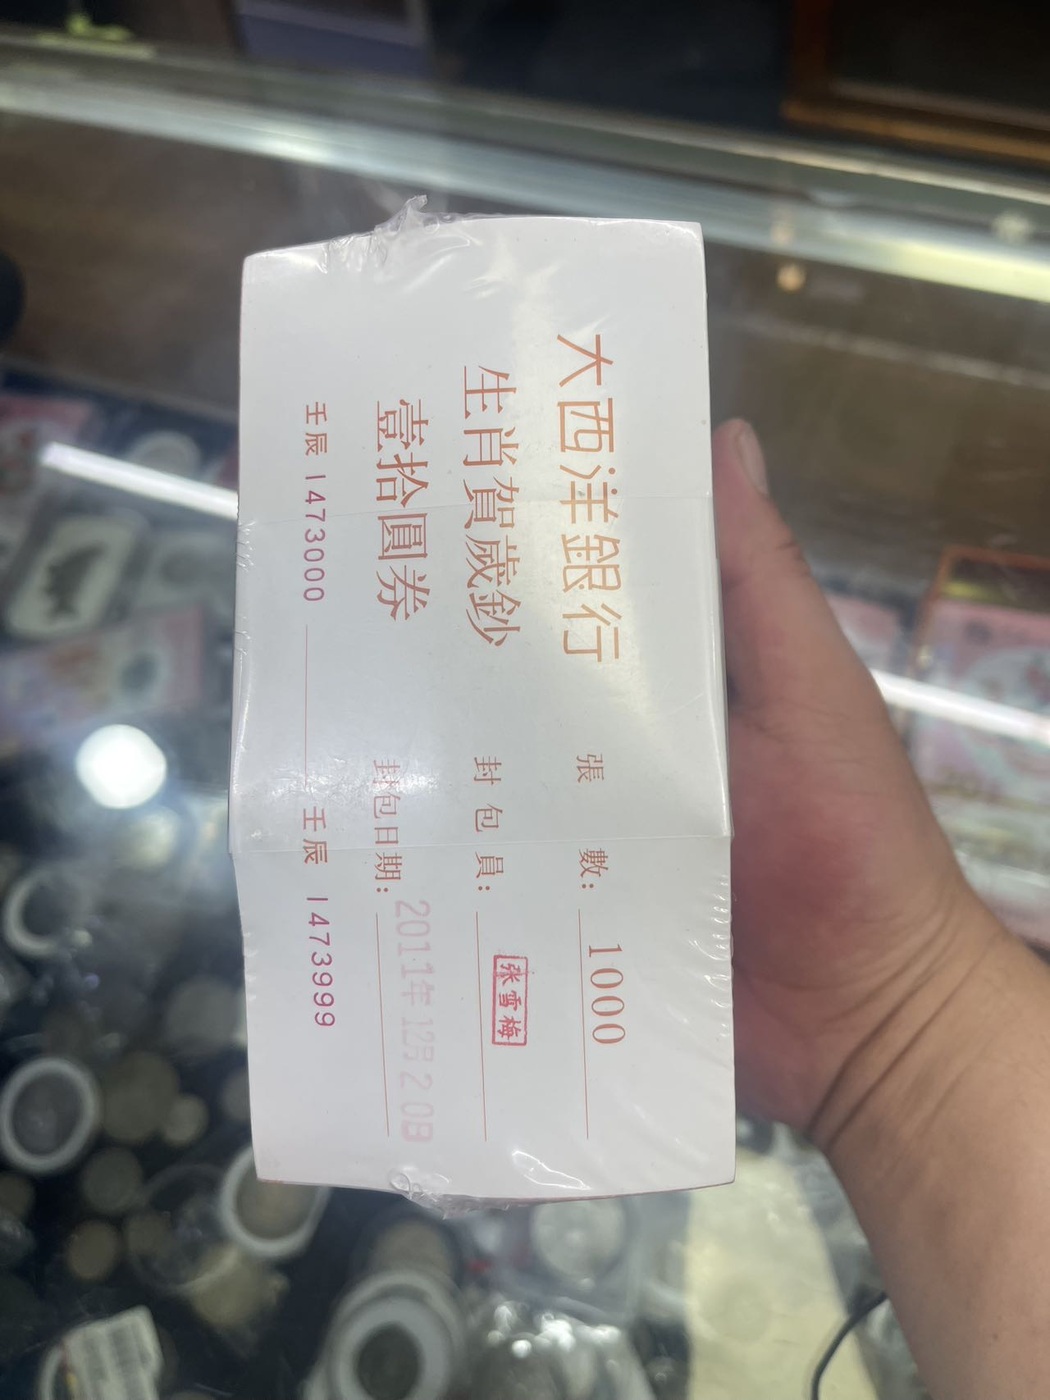 大西洋銀行
生肖賀歲鈔
壹拾圓券
張 數: 1000
封包員: 张雪梅
封包日期: 2011年12月20日
壬辰 1473000 —— 壬辰 1473999